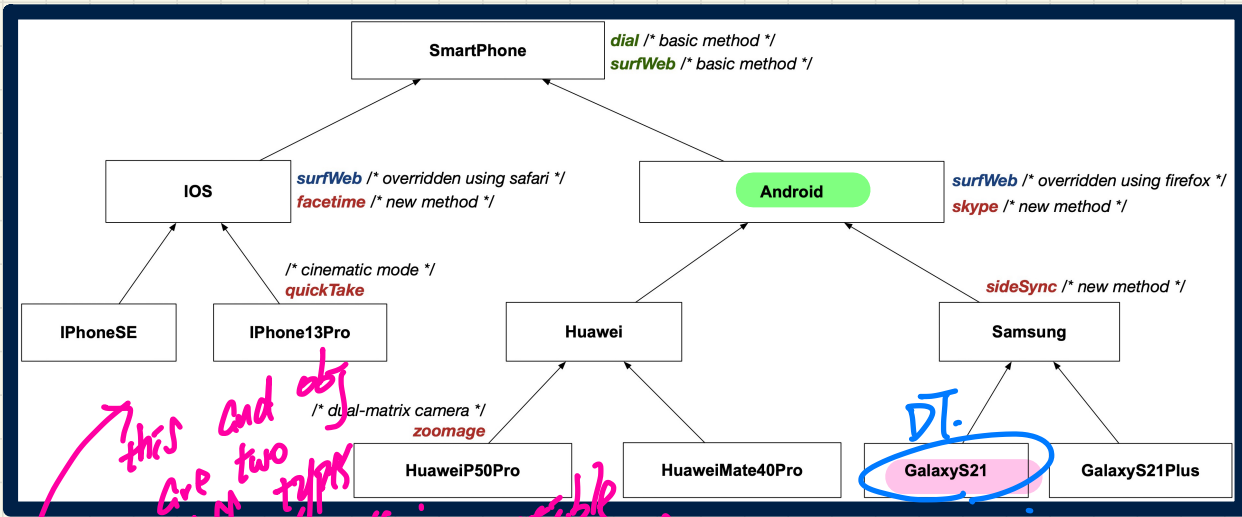 SmartPhone
dial /* basic method */
surfWeb /* basic method */
IOS
surfWeb /* overridden using safari */
facetime /* new method */
Android
surfWeb /* overridden using firefox */
skype /* new method */
/* cinematic mode */
quickTake
sideSync /* new method */
IPhoneSE
IPhone13Pro
Huawei
Samsung
this and obj
are two
types
/* dual-matrix camera */
zoomage
DT.
HuaweiP50Pro
HuaweiMate40Pro
GalaxyS21
GalaxyS21Plus